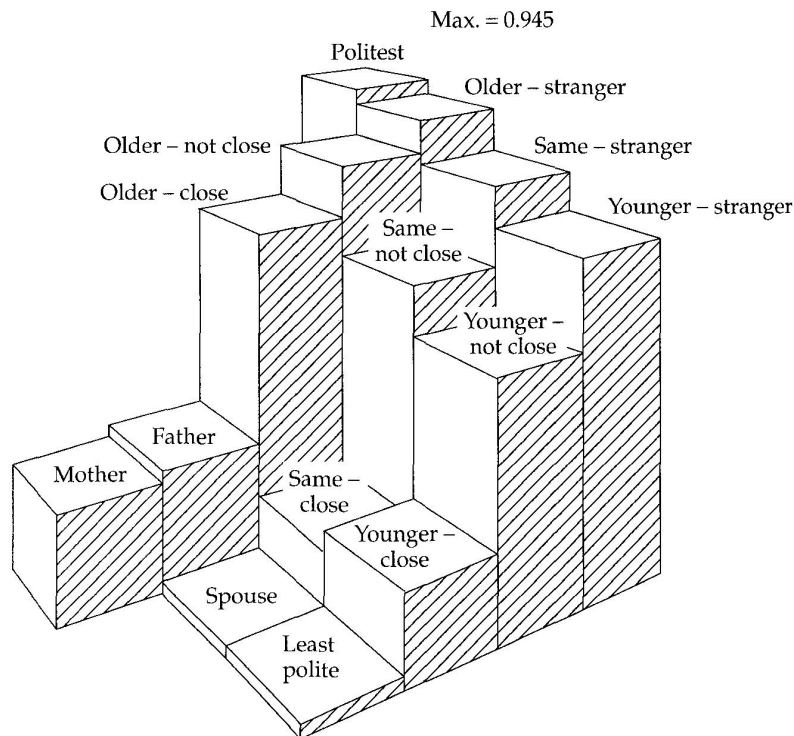 Max. = 0.945
Politest
Older – stranger
Older – not close
Same – stranger
Older – close
Younger – stranger
Same –
not close
Younger –
not close
Father
Mother
Same –
close
Younger –
close
Spouse
Least
polite